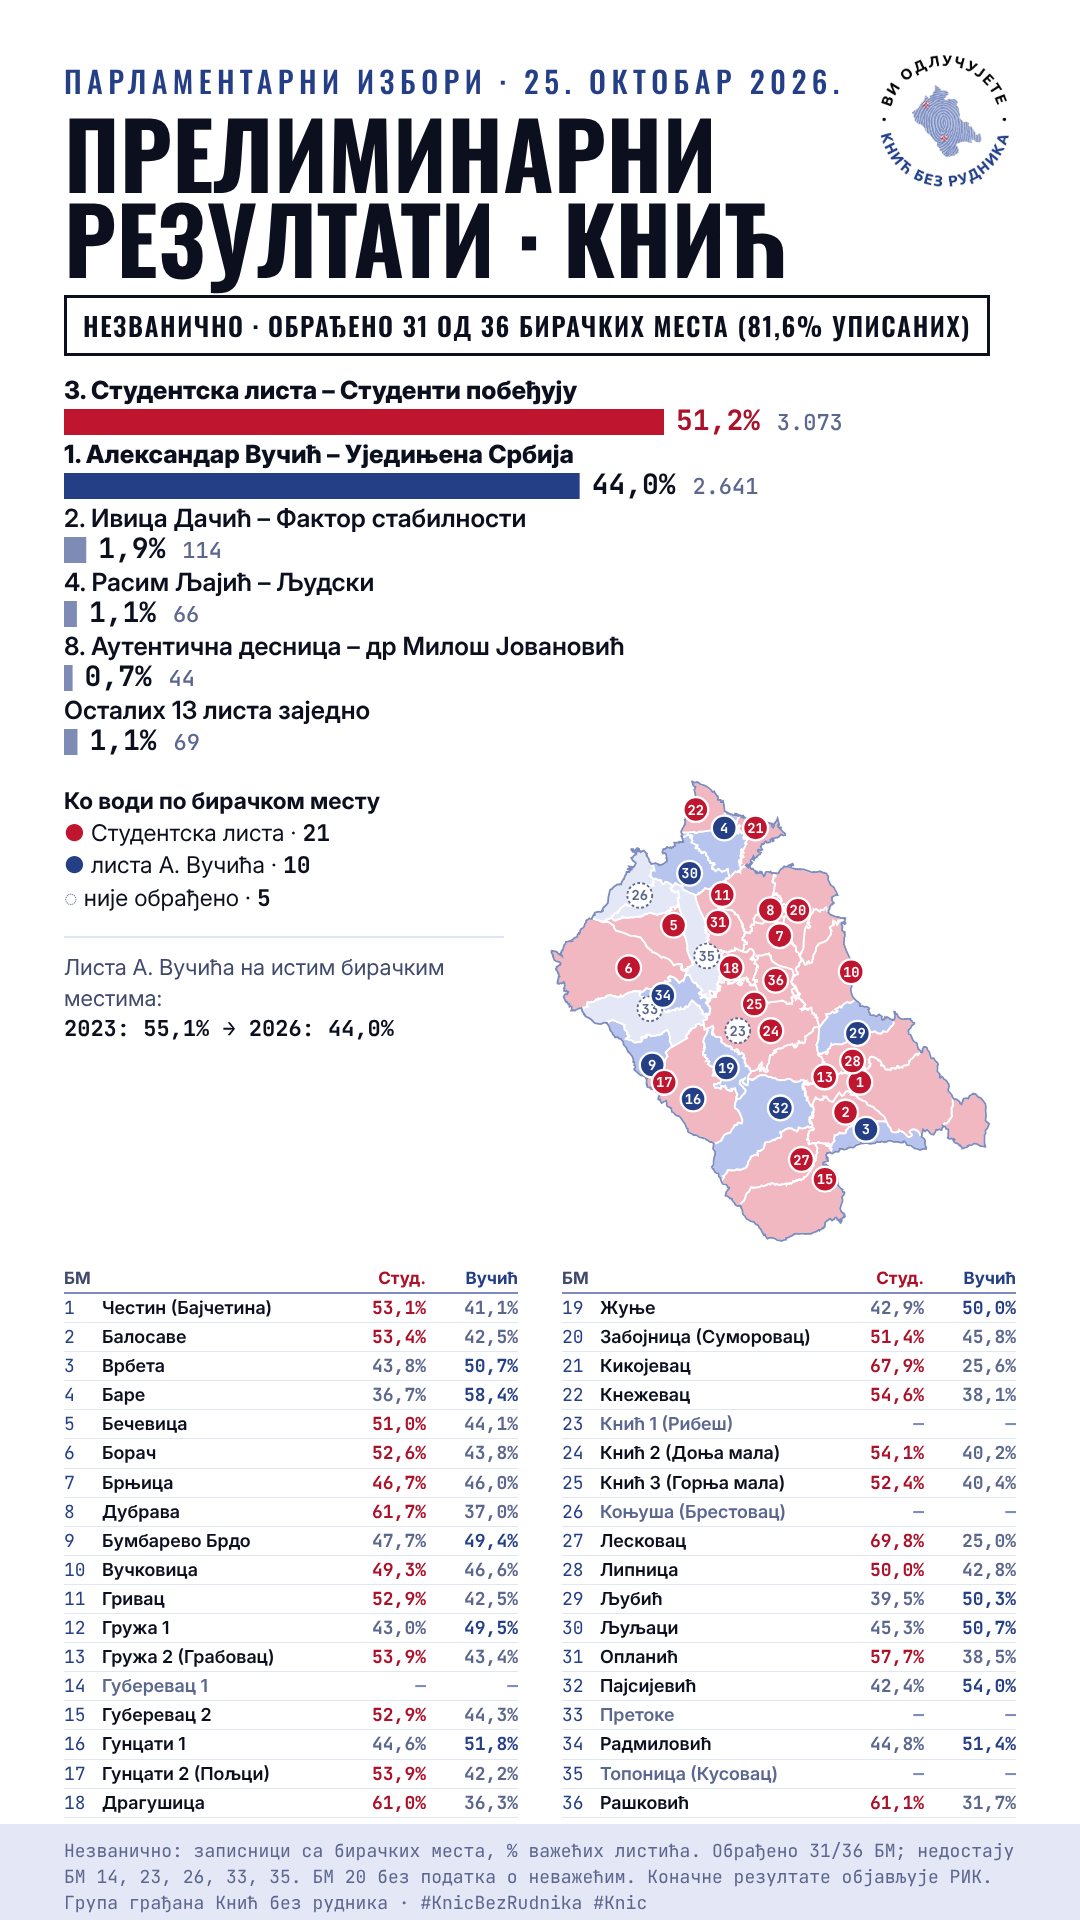 ПАРЛАМЕНТАРНИ ИЗБОРИ · 25. ОКТОБАР 2026.
· ВИ ОДЛУЧУЈЕТЕ ·
КНИЋ БЕЗ РУДНИКА
ПРЕЛИМИНАРНИ
РЕЗУЛТАТИ · КНИЋ
НЕЗВАНИЧНО · ОБРАЂЕНО 31 ОД 36 БИРАЧКИХ МЕСТА (81,6% УПИСАНИХ)
3. Студентска листа – Студенти побеђују
51,2% 3.073
1. Александар Вучић – Уједињена Србија
44,0% 2.641
2. Ивица Дачић – Фактор стабилности
1,9% 114
4. Расим Љајић – Људски
1,1% 66
8. Аутентична десница – др Милош Јовановић
0,7% 44
Осталих 13 листа заједно
1,1% 69
Ко води по бирачком месту
Студентска листа · 21
листа А. Вучића · 10
није обрађено · 5
Листа А. Вучића на истим бирачким
местима:
2023: 55,1% → 2026: 44,0%
22
4
21
30
26
11
8
20
5
31
7
35
18
6
10
36
34
33
25
23
24
29
9
19
28
17
13
1
16
32
2
3
27
15
БМ Студ. Вучић
1 Честин (Бајчетина) 53,1% 41,1%
2 Балосаве 53,4% 42,5%
3 Врбета 43,8% 50,7%
4 Баре 36,7% 58,4%
5 Бечевица 51,0% 44,1%
6 Борач 52,6% 43,8%
7 Брњица 46,7% 46,0%
8 Дубрава 61,7% 37,0%
9 Бумбарево Брдо 47,7% 49,4%
10 Вучковица 49,3% 46,6%
11 Гривац 52,9% 42,5%
12 Гружа 1 43,0% 49,5%
13 Гружа 2 (Грабовац) 53,9% 43,4%
14 Губеревац 1 – –
15 Губеревац 2 52,9% 44,3%
16 Гунцати 1 44,6% 51,8%
17 Гунцати 2 (Пољци) 53,9% 42,2%
18 Драгушица 61,0% 36,3%
БМ Студ. Вучић
19 Жуње 42,9% 50,0%
20 Забојница (Суморовац) 51,4% 45,8%
21 Кикојевац 67,9% 25,6%
22 Кнежевац 54,6% 38,1%
23 Кнић 1 (Рибеш) – –
24 Кнић 2 (Доња мала) 54,1% 40,2%
25 Кнић 3 (Горња мала) 52,4% 40,4%
26 Коњуша (Брестовац) – –
27 Лесковац 69,8% 25,0%
28 Липница 50,0% 42,8%
29 Љубић 39,5% 50,3%
30 Љуљаци 45,3% 50,7%
31 Опланић 57,7% 38,5%
32 Пајсијевић 42,4% 54,0%
33 Претоке – –
34 Радмиловић 44,8% 51,4%
35 Топоница (Кусовац) – –
36 Рашковић 61,1% 31,7%
Незванично: записници са бирачких места, % важећих листића. Обрађено 31/36 БМ; недостају
БМ 14, 23, 26, 33, 35. БМ 20 без податка о неважећим. Коначне резултате објављује РИК.
Група грађана Кнић без рудника · #KnicBezRudnika #Knic